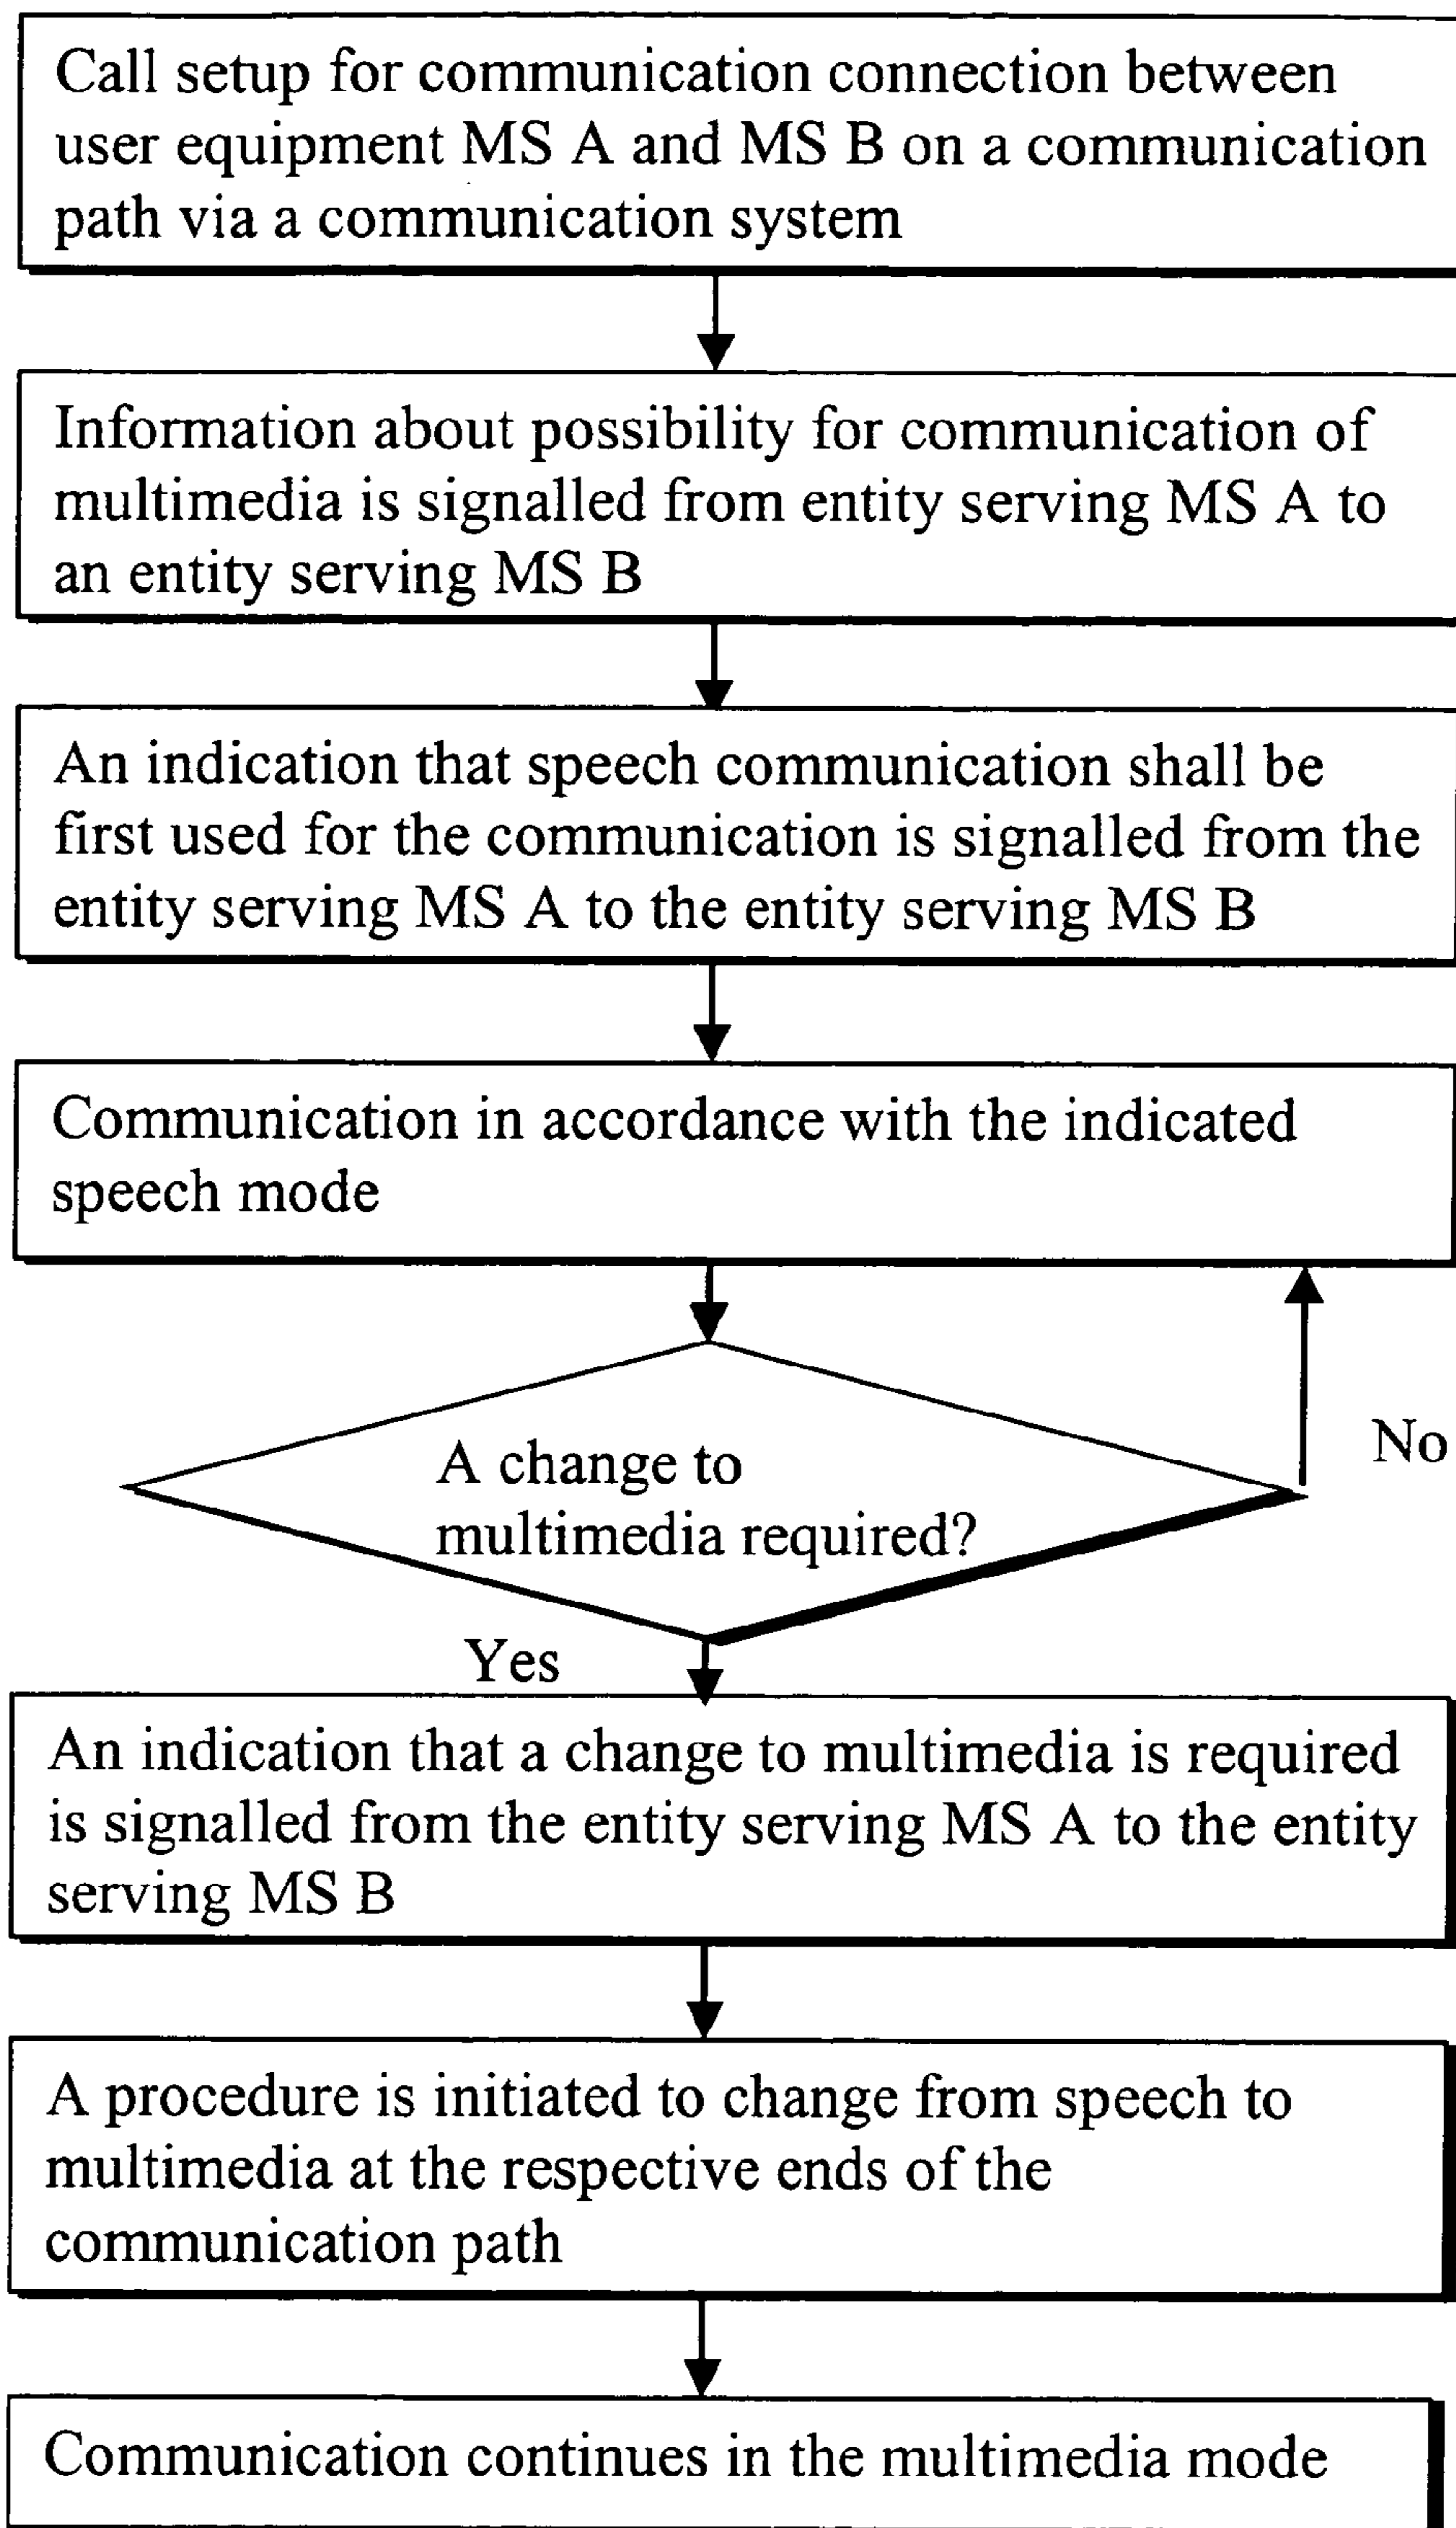 Call setup for communication connection between
user equipment MS A and MS B on a communication
path via a communication system
Information about possibility for communication of
multimedia is signalled from entity serving MS A to
an entity serving MS B
An indication that speech communication shall be
first used for the communication is signalled from the
entity serving MS A to the entity serving MS B
Communication in accordance with the indicated
speech mode
A change to
multimedia required?
No
Yes
An indication that a change to multimedia is required
is signalled from the entity serving MS A to the entity
serving MS B
A procedure is initiated to change from speech to
multimedia at the respective ends of the
communication path
Communication continues in the multimedia mode